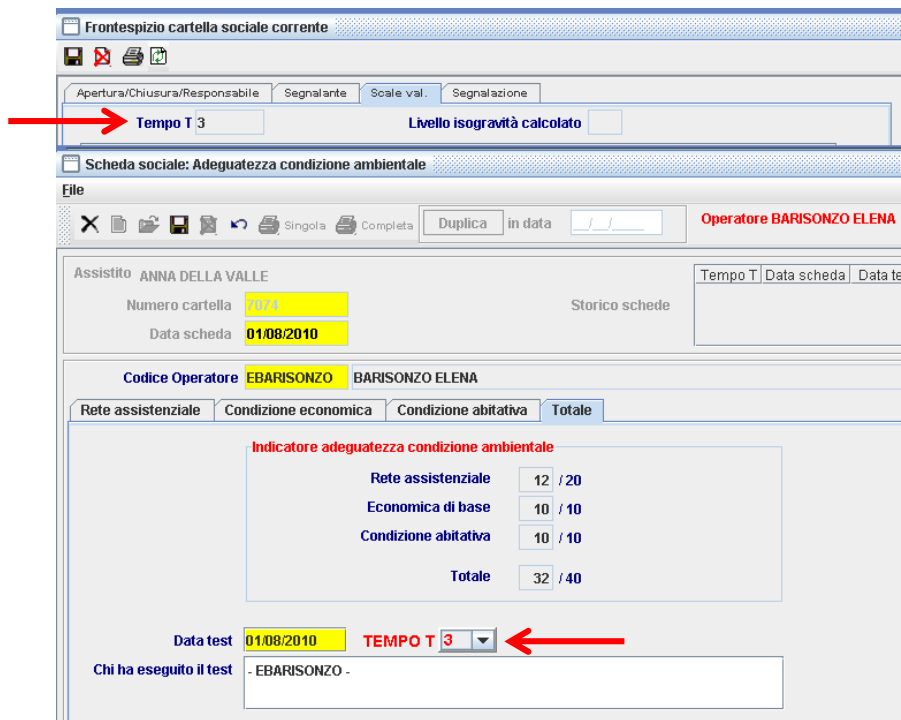 Frontespizio cartella sociale corrente
Apertura/Chiusura/Responsabile Segnalante Scale val. Segnalazione
Tempo T 3 Livello isogravità calcolato
Scheda sociale: Adeguatezza condizione ambientale
File
Singola Completa Duplica in data __/__/____ Operatore BARISONZO ELENA
Assistito ANNA DELLA VALLE Tempo T Data scheda Data te
Numero cartella 7074 Storico schede
Data scheda 01/08/2010
Codice Operatore EBARISONZO BARISONZO ELENA
Rete assistenziale Condizione economica Condizione abitativa Totale
Indicatore adeguatezza condizione ambientale
Rete assistenziale 12 / 20
Economica di base 10 / 10
Condizione abitativa 10 / 10
Totale 32 / 40
Data test 01/08/2010 TEMPO T 3
Chi ha eseguito il test - EBARISONZO -